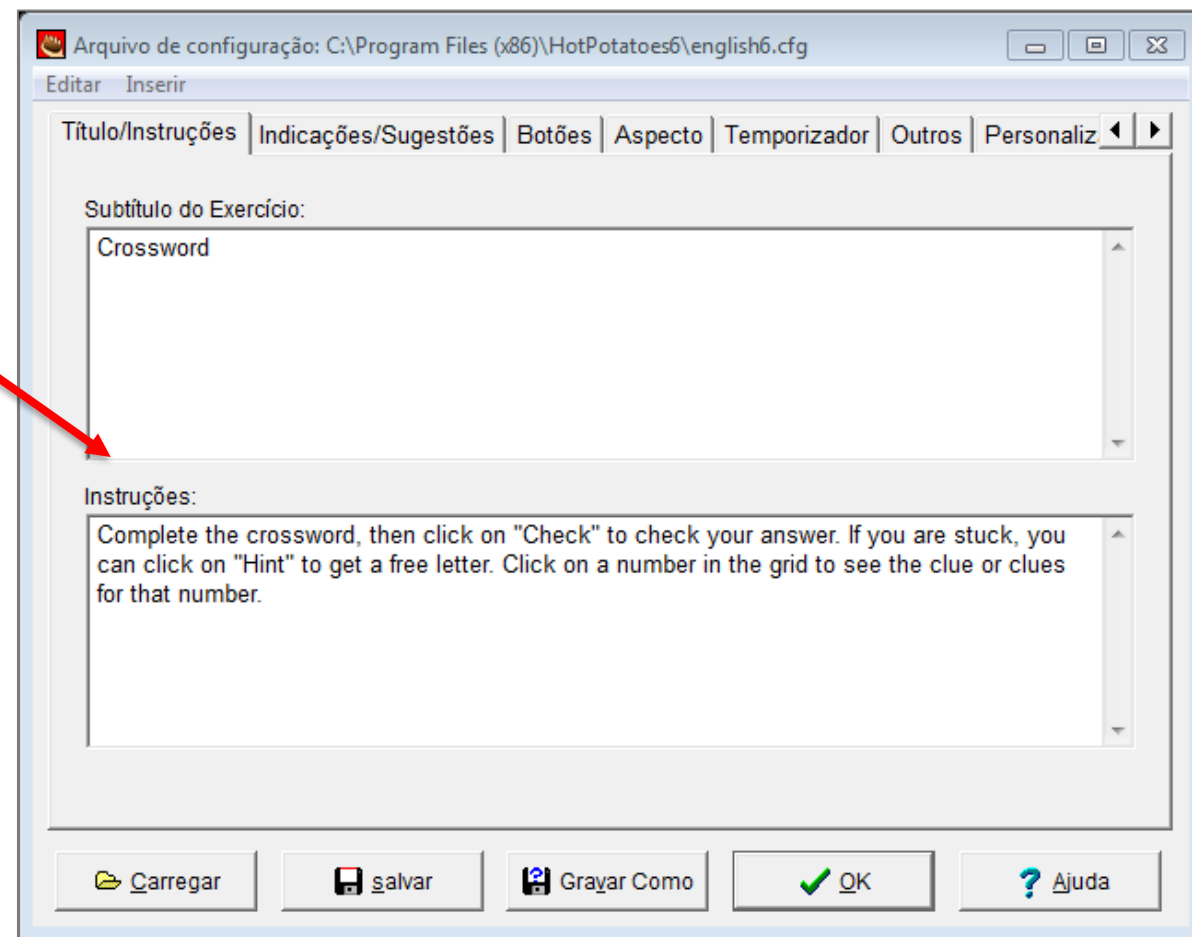 Arquivo de configuração: C:\Program Files (x86)\HotPotatoes6\english6.cfg
Editar Inserir
Título/Instruções Indicações/Sugestões Botões Aspecto Temporizador Outros Personaliz
Subtítulo do Exercício:
Crossword
Instruções:
Complete the crossword, then click on "Check" to check your answer. If you are stuck, you
can click on "Hint" to get a free letter. Click on a number in the grid to see the clue or clues
for that number.
Carregar salvar Gravar Como OK Ajuda